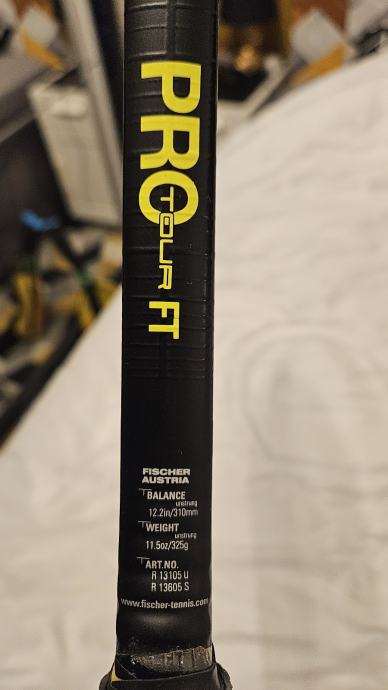 PRO
TOUR FT
FISCHER
AUSTRIA
BALANCE
unstrung
12.2in/310mm
WEIGHT
unstrung
11.5oz/325g
ART.NO.
R 13105 U
R 13605 S
www.fischer-tennis.com